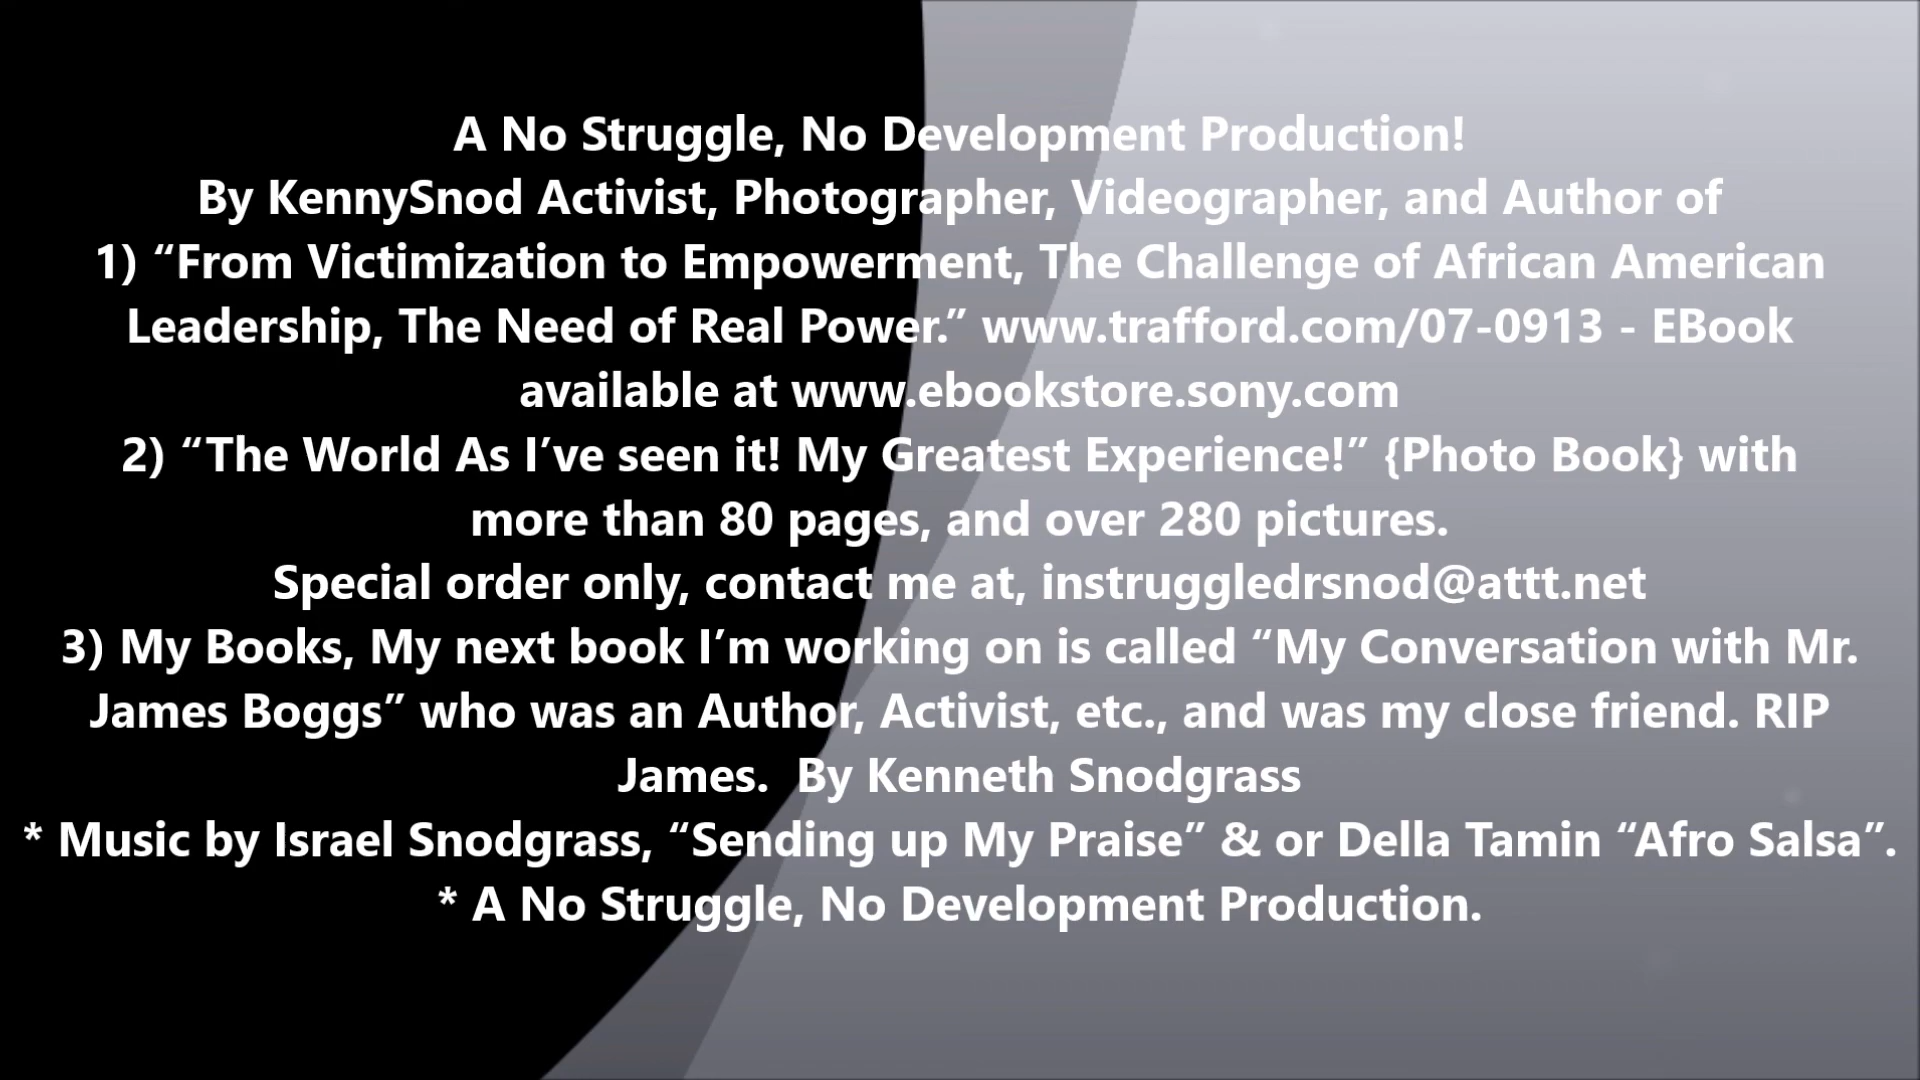 A No Struggle, No Development Production!
By KennySnod Activist, Photographer, Videographer, and Author of
1) “From Victimization to Empowerment, The Challenge of African American
Leadership, The Need of Real Power.” www.trafford.com/07-0913 - EBook
available at www.ebookstore.sony.com
2) “The World As I’ve seen it! My Greatest Experience!” {Photo Book} with
more than 80 pages, and over 280 pictures.
Special order only, contact me at, instruggledrsnod@attt.net
3) My Books, My next book I’m working on is called “My Conversation with Mr.
James Boggs” who was an Author, Activist, etc., and was my close friend. RIP
James.  By Kenneth Snodgrass
* Music by Israel Snodgrass, “Sending up My Praise” & or Della Tamin “Afro Salsa”.
* A No Struggle, No Development Production.